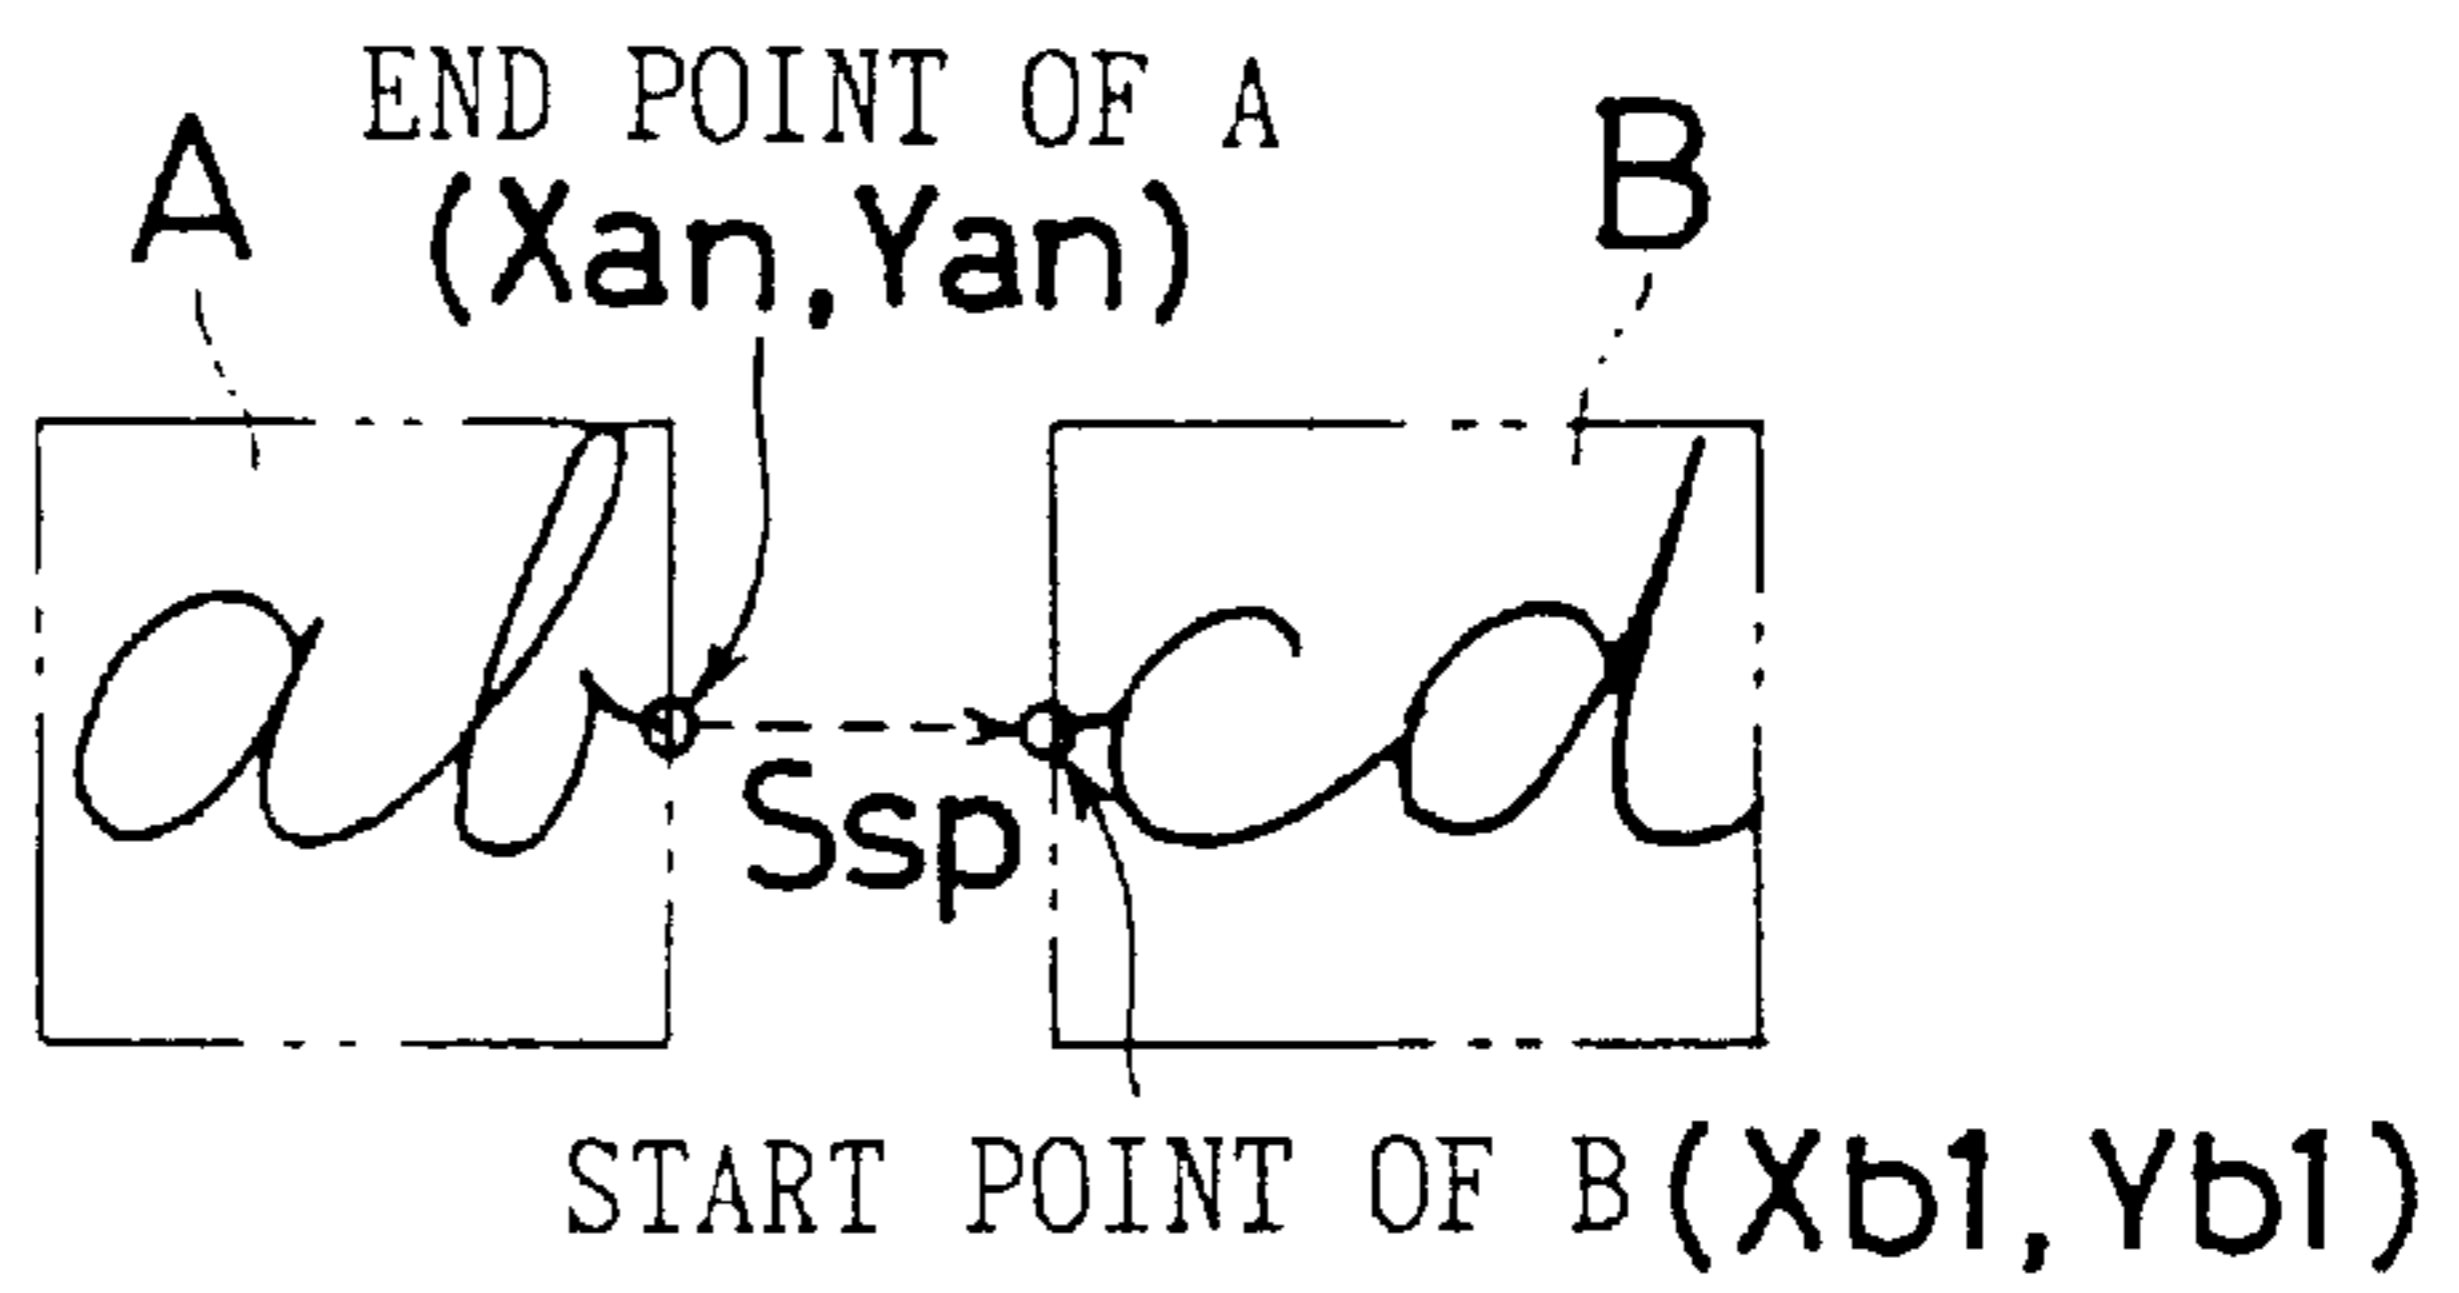 END POINT OF A
A
(Xan,Yan)
B
ab
cd
Ssp
START POINT OF B(Xb1,Yb1)